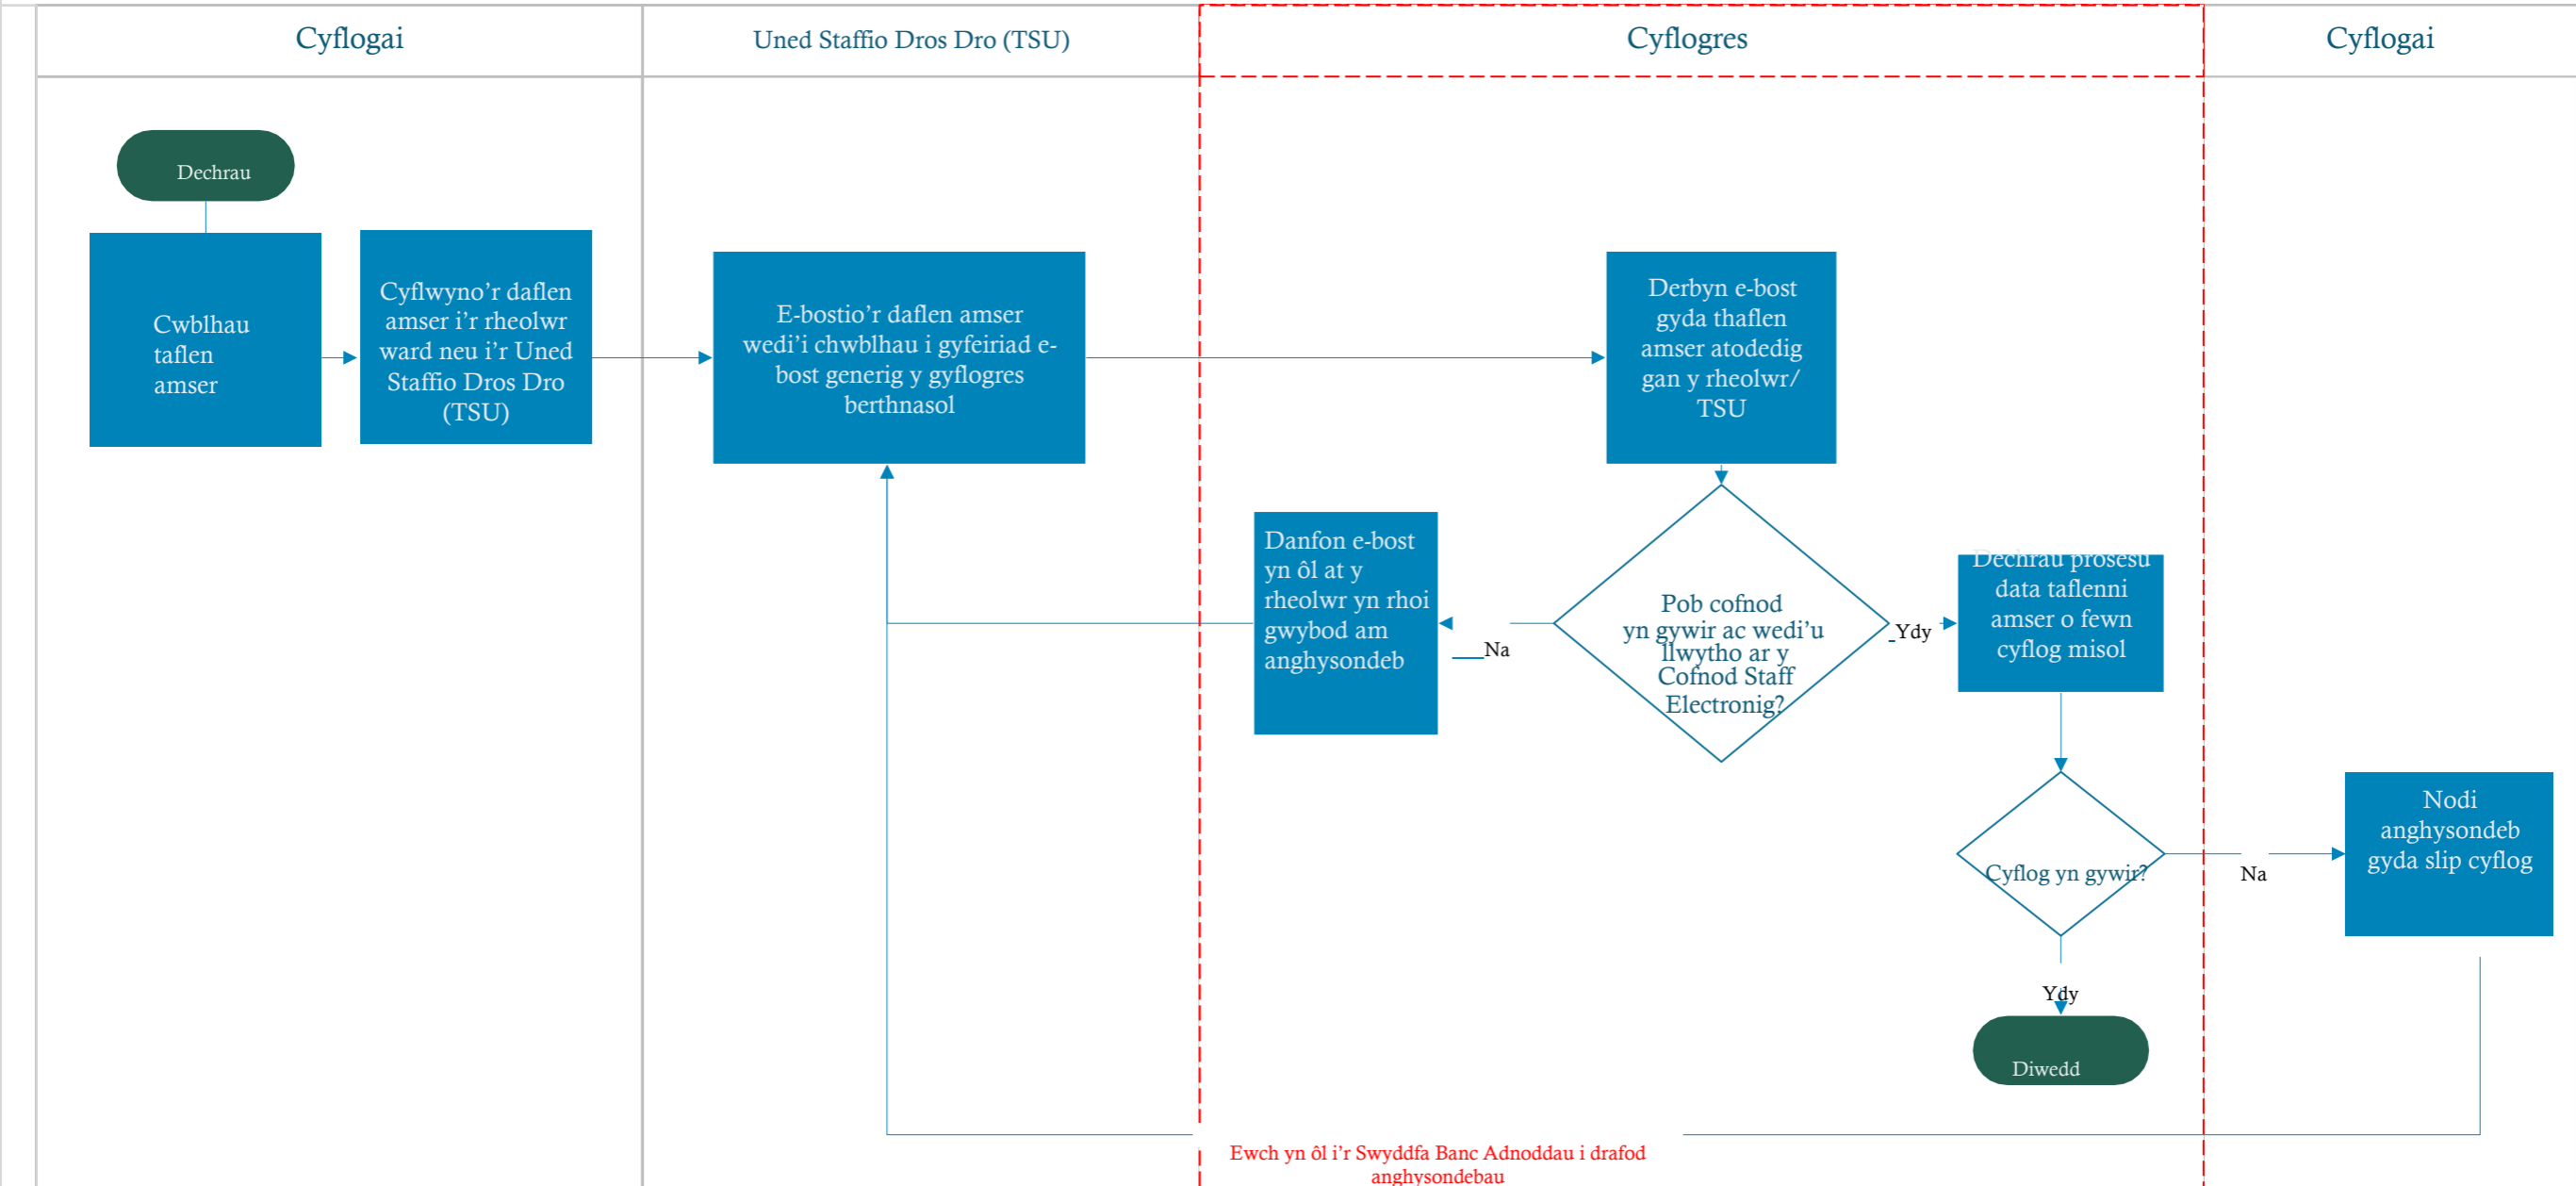 Cyflogai
Uned Staffio Dros Dro (TSU)
Cyflogres
Cyflogai
Dechrau
Cwblhau
taflen
amser
Cyflwyno’r daflen
amser i’r rheolwr
ward neu i’r Uned
Staffio Dros Dro
(TSU)
E-bostio’r daflen amser
wedi’i chwblhau i gyfeiriad e-
bost generig y gyflogres
berthnasol
Derbyn e-bost
gyda thaflen
amser atodedig
gan y rheolwr/
TSU
Danfon e-bost
yn ôl at y
rheolwr yn rhoi
gwybod am
anghysondeb
Na
Pob cofnod
yn gywir ac wedi’u
llwytho ar y
Cofnod Staff
Electronig?
Ydy
Dechrau prosesu
data taflenni
amser o fewn
cyflog misol
Cyflog yn gywir?
Na
Nodi
anghysondeb
gyda slip cyflog
Ydy
Diwedd
Ewch yn ôl i’r Swyddfa Banc Adnoddau i drafod
anghysondebau